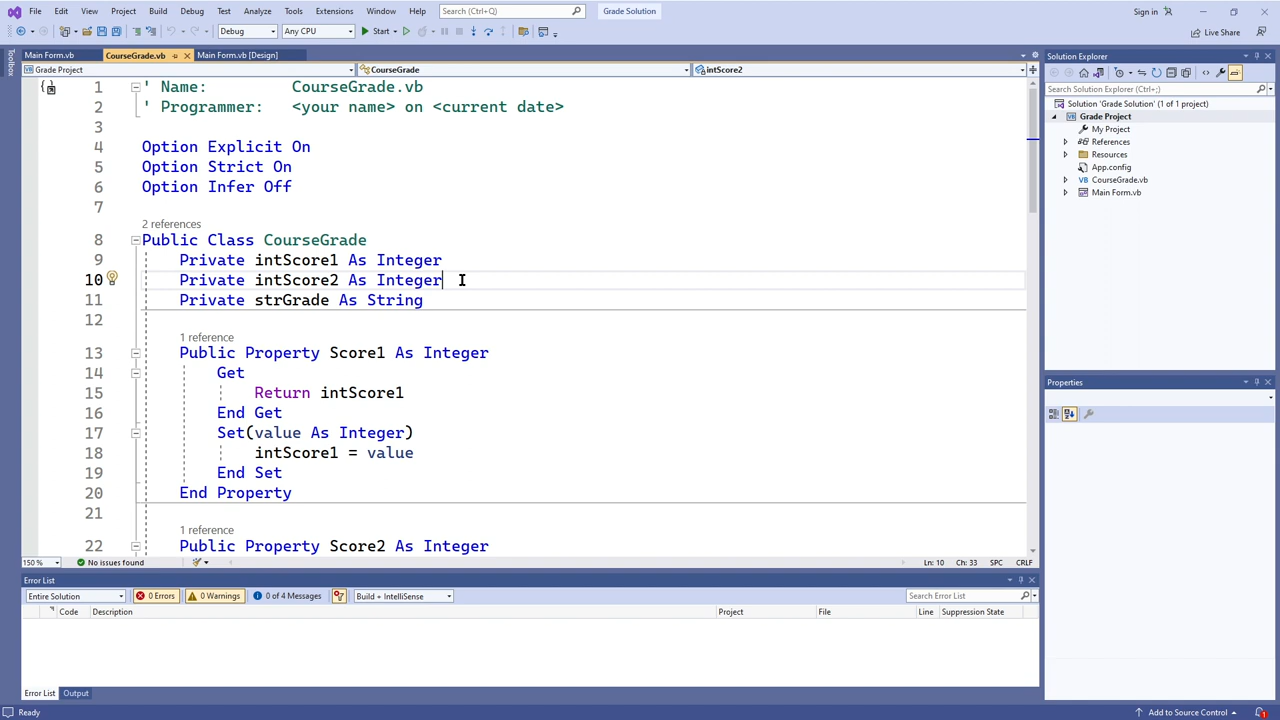 File Edit View Project Build Debug Test Analyze Tools Extensions Window Help Search (Ctrl+Q) Grade Solution Sign in
Debug Any CPU Start Live Share
Toolbox
Main Form.vb CourseGrade.vb Main Form.vb [Design]
Grade Project CourseGrade intScore2
1 ' Name: CourseGrade.vb
2 ' Programmer: <your name> on <current date>
3
4 Option Explicit On
5 Option Strict On
6 Option Infer Off
7
2 references
8 Public Class CourseGrade
9 Private intScore1 As Integer
10 Private intScore2 As Integer
11 Private strGrade As String
12
1 reference
13 Public Property Score1 As Integer
14 Get
15 Return intScore1
16 End Get
17 Set(value As Integer)
18 intScore1 = value
19 End Set
20 End Property
21
1 reference
22 Public Property Score2 As Integer
150 % No issues found Ln: 10 Ch: 33 SPC CRLF
Error List
Entire Solution 0 Errors 0 Warnings 0 of 4 Messages Build + IntelliSense Search Error List
Code Description Project File Line Suppression State
Error List Output
Solution Explorer
Search Solution Explorer (Ctrl+;)
Solution 'Grade Solution' (1 of 1 project)
VB Grade Project
My Project
References
Resources
App.config
VB CourseGrade.vb
Main Form.vb
Properties
Ready Add to Source Control 1